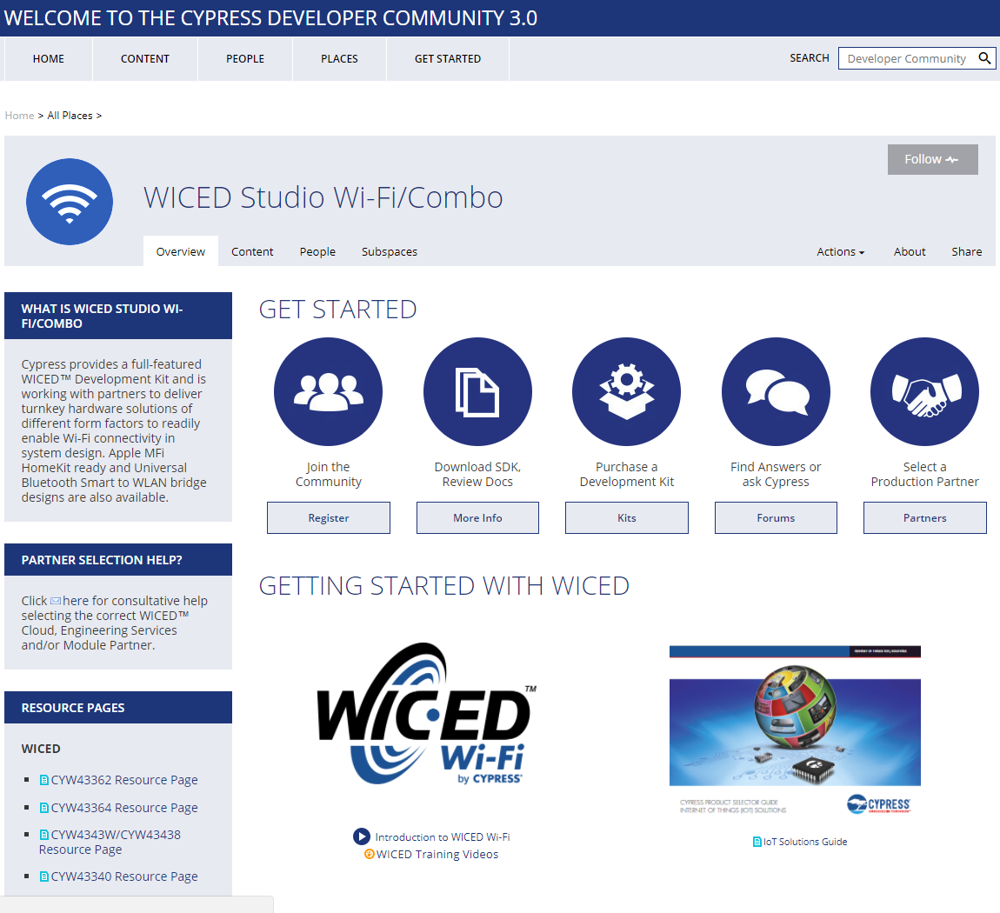 WELCOME TO THE CYPRESS DEVELOPER COMMUNITY 3.0
HOME
CONTENT
PEOPLE
PLACES
GET STARTED
SEARCH
Developer Community
Home > All Places >
Follow
WICED Studio Wi-Fi/Combo
Overview
Content
People
Subspaces
Actions
About
Share
WHAT IS WICED STUDIO WI-
FI/COMBO
Cypress provides a full-featured
WICED™ Development Kit and is
working with partners to deliver
turnkey hardware solutions of
different form factors to readily
enable Wi-Fi connectivity in
system design. Apple MFi
HomeKit ready and Universal
Bluetooth Smart to WLAN bridge
designs are also available.
PARTNER SELECTION HELP?
Click here for consultative help
selecting the correct WICED™
Cloud, Engineering Services
and/or Module Partner.
RESOURCE PAGES
WICED
CYW43362 Resource Page
CYW43364 Resource Page
CYW4343W/CYW43438
Resource Page
CYW43340 Resource Page
GET STARTED
Join the
Community
Register
Download SDK,
Review Docs
More Info
Purchase a
Development Kit
Kits
Find Answers or
ask Cypress
Forums
Select a
Production Partner
Partners
GETTING STARTED WITH WICED
WICED™
Wi-Fi
by CYPRESS
Introduction to WICED Wi-Fi
WICED Training Videos
INTERNET OF THINGS (IOT) SOLUTIONS
CYPRESS PRODUCT SELECTOR GUIDE
INTERNET OF THINGS (IOT) SOLUTIONS
CYPRESS
IoT Solutions Guide